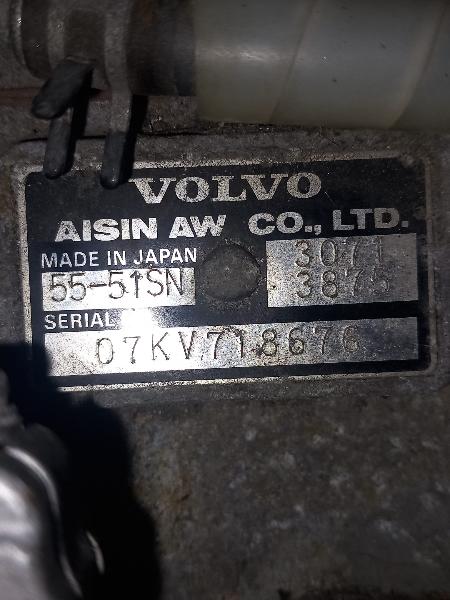 VOLVO
AISIN AW CO., LTD.
MADE IN JAPAN 3071
55-51SN 3875
SERIAL
07KV718676